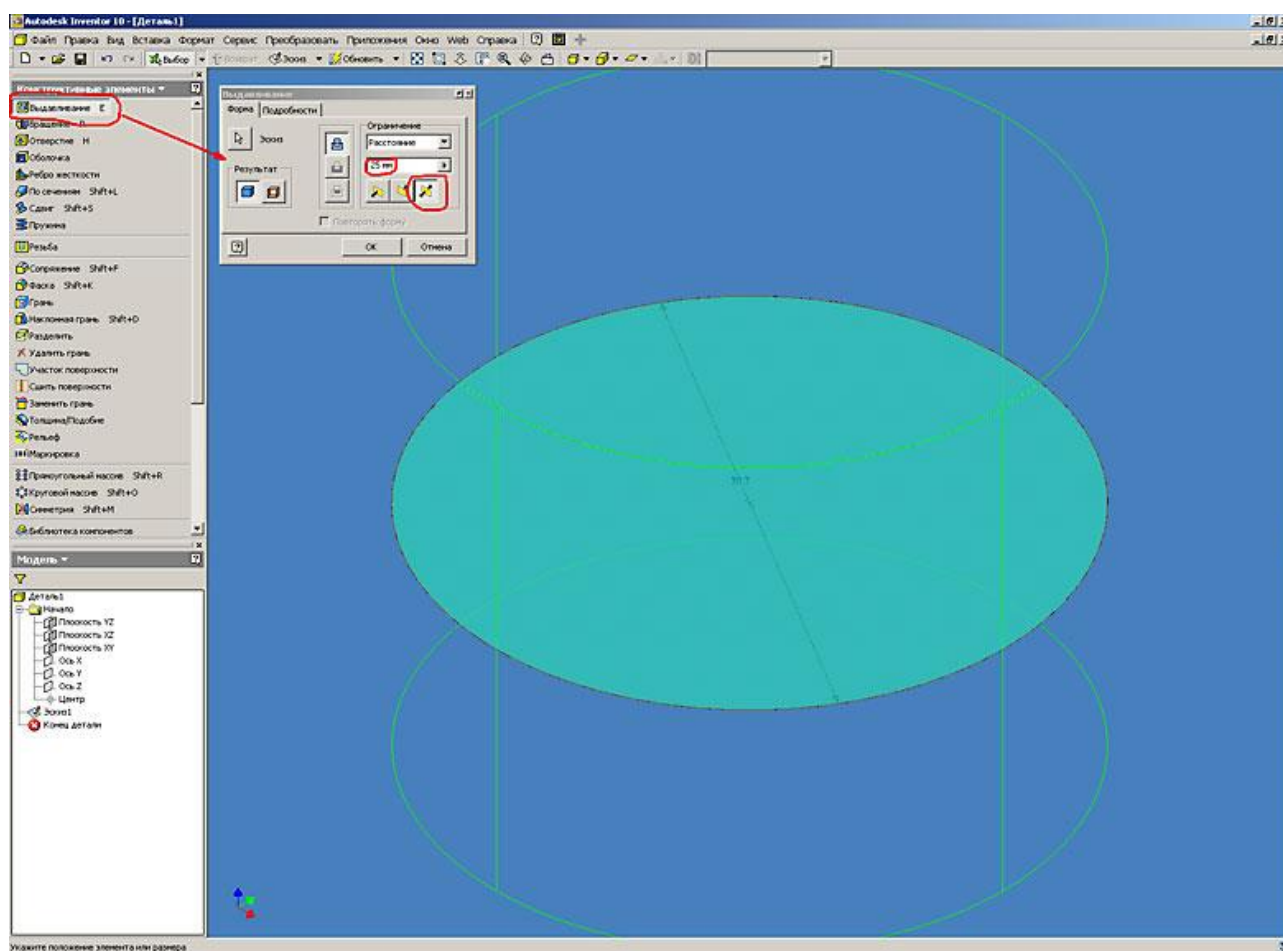 Autodesk Inventor 10 - [Деталь1]
Файл Правка Вид Вставка Формат Сервис Преобразовать Приложения Окно Web Справка
Выбор Возврат Эскиз Обновить
Конструктивные элементы
Выдавливание E
Вращение R
Отверстие H
Оболочка
Ребро жесткости
По сечениям Shift+L
Сдвиг Shift+S
Пружина
Резьба
Сопряжение Shift+F
Фаска Shift+K
Грань
Наклонная грань Shift+D
Разделить
Удалить грань
Участок поверхности
Сшить поверхности
Заменить грань
Толщина/Подобие
Рельеф
Маркировка
Прямоугольный массив Shift+R
Круговой массив Shift+O
Симметрия Shift+M
Библиотека компонентов
Выдавливание
Форма Подробности
Эскиз
Ограничение
Расстояние
25 мм
Результат
Повторять форму
OK Отмена
Модель
Деталь1
Начало
Плоскость YZ
Плоскость XZ
Плоскость XY
Ось X
Ось Y
Ось Z
Центр
Эскиз1
Конец детали
Укажите положение элемента или размера